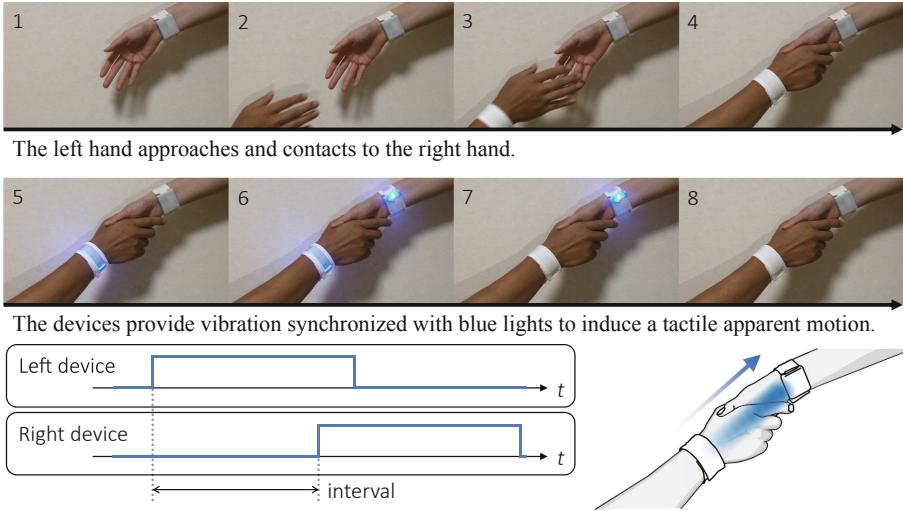 1
2
3
4
The left hand approaches and contacts to the right hand.
5
6
7
8
The devices provide vibration synchronized with blue lights to induce a tactile apparent motion.
Left device
t
Right device
t
interval